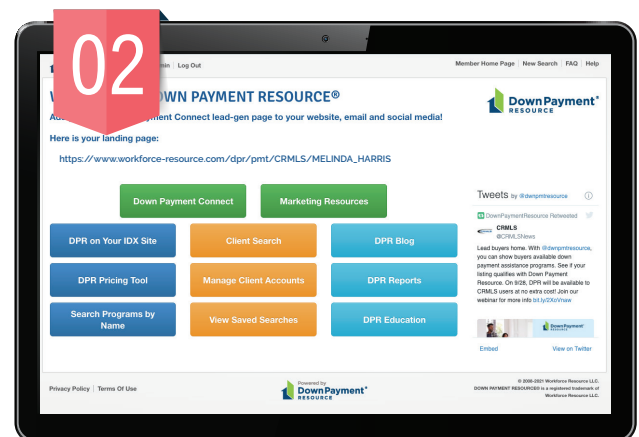 02
min | Log Out
Member Home Page | New Search | FAQ | Help
WN PAYMENT RESOURCE®
Down Payment®
RESOURCE
ment Connect lead-gen page to your website, email and social media!
Here is your landing page:
https://www.workforce-resource.com/dpr/pmt/CRMLS/MELINDA_HARRIS
Down Payment Connect
Marketing
Resources
DPR on Your IDX Site
Client Search
DPR Blog
DPR Pricing Tool
Manage Client Accounts
DPR Reports
Search Programs by
Name
View Saved Searches
DPR Education
Tweets by @dwnpmtresource
DownPaymentResource Retweeted
CRMLS
@CRMLSNews
Lead buyers home. With @dwnpmtresource,
you can show buyers available down
payment assistance programs. See if your
listing qualifies with Down Payment
Resource. On 9/28, DPR will be available to
CRMLS users at no extra cost! Join our
webinar for more info bit.ly/2XoVnsw
Down Payment
Embed
View on Twitter
Privacy Policy | Terms Of Use
Powered by
Down Payment®
RESOURCE
© 2008-2021 Workforce Resource LLC.
DOWN PAYMENT RESOURCE® is a registered trademark of
Workforce Resource LLC.